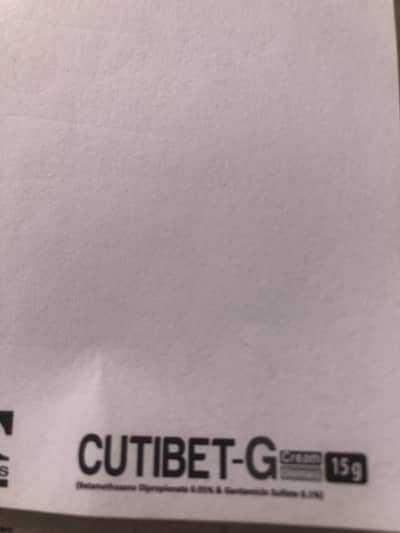 CUTIBET-G Cream 15g
(Betamethasone Dipropionate 0.05% & Gentamicin Sulfate 0.1%)